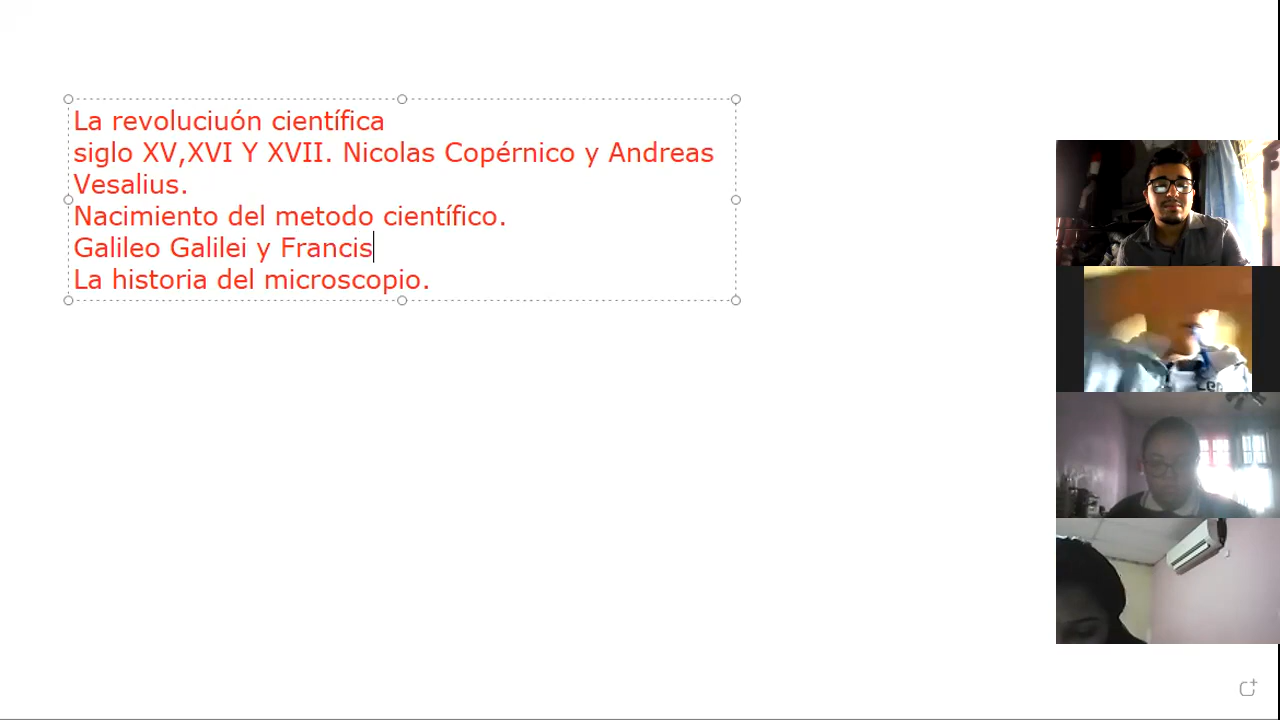 La revoluciuón científica
siglo XV,XVI Y XVII. Nicolas Copérnico y Andreas
Vesalius.
Nacimiento del metodo científico.
Galileo Galilei y Francis
La historia del microscopio.